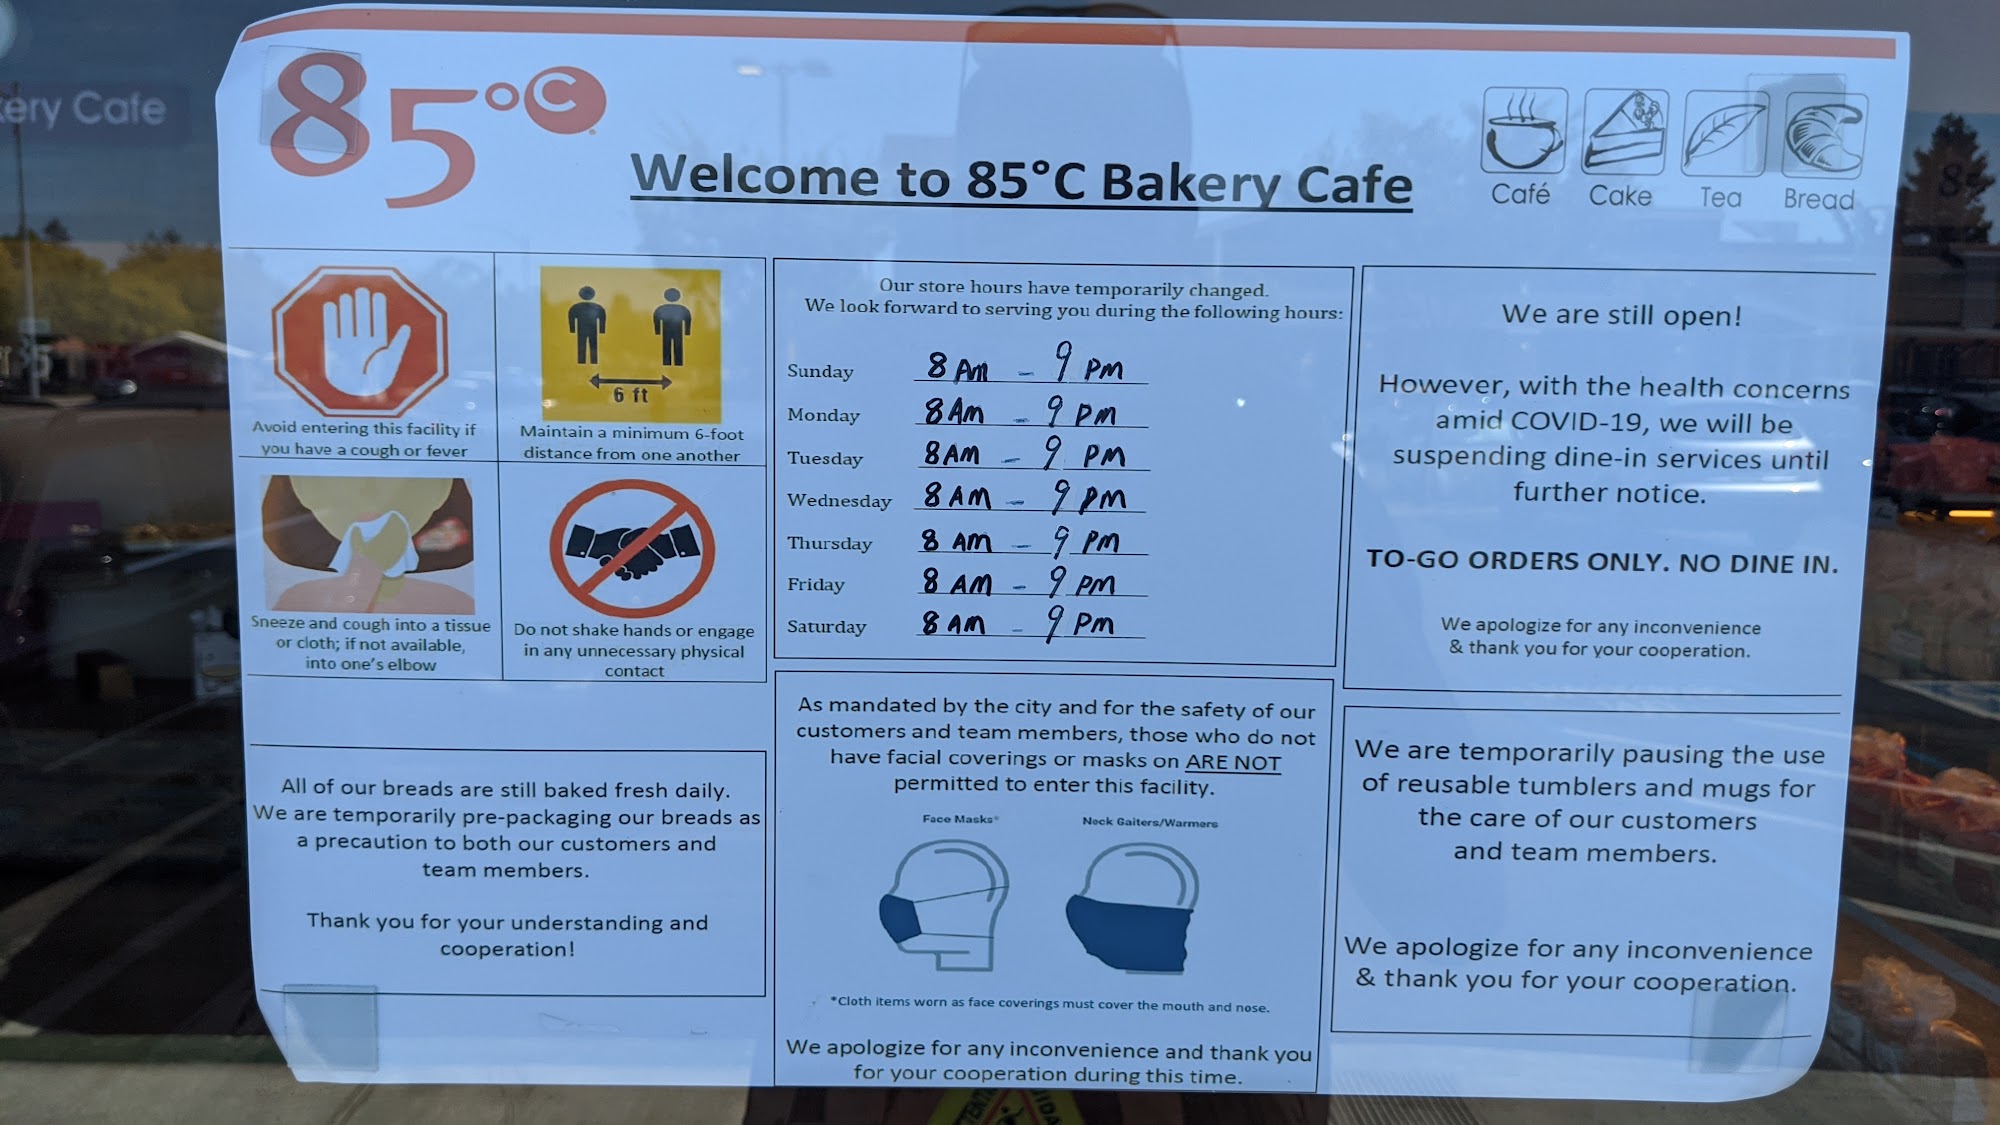 ery Cafe
85°C
Welcome to 85°C Bakery Cafe
Café
Cake
Tea
Bread
Avoid entering this facility if
you have a cough or fever
6 ft
Maintain a minimum 6-foot
distance from one another
Sneeze and cough into a tissue
or cloth; if not available,
into one's elbow
Do not shake hands or engage
in any unnecessary physical
contact
All of our breads are still baked fresh daily.
We are temporarily pre-packaging our breads as
a precaution to both our customers and
team members.
Thank you for your understanding and
cooperation!
Our store hours have temporarily changed.
We look forward to serving you during the following hours:
Sunday 8 AM - 9 PM
Monday 8 AM - 9 PM
Tuesday 8 AM - 9 PM
Wednesday 8 AM - 9 PM
Thursday 8 AM - 9 PM
Friday 8 AM - 9 PM
Saturday 8 AM - 9 PM
As mandated by the city and for the safety of our
customers and team members, those who do not
have facial coverings or masks on ARE NOT
permitted to enter this facility.
Face Masks*
Neck Gaiters/Warmers
*Cloth items worn as face coverings must cover the mouth and nose.
We apologize for any inconvenience and thank you
for your cooperation during this time.
We are still open!
However, with the health concerns
amid COVID-19, we will be
suspending dine-in services until
further notice.
TO-GO ORDERS ONLY. NO DINE IN.
We apologize for any inconvenience
& thank you for your cooperation.
We are temporarily pausing the use
of reusable tumblers and mugs for
the care of our customers
and team members.
We apologize for any inconvenience
& thank you for your cooperation.